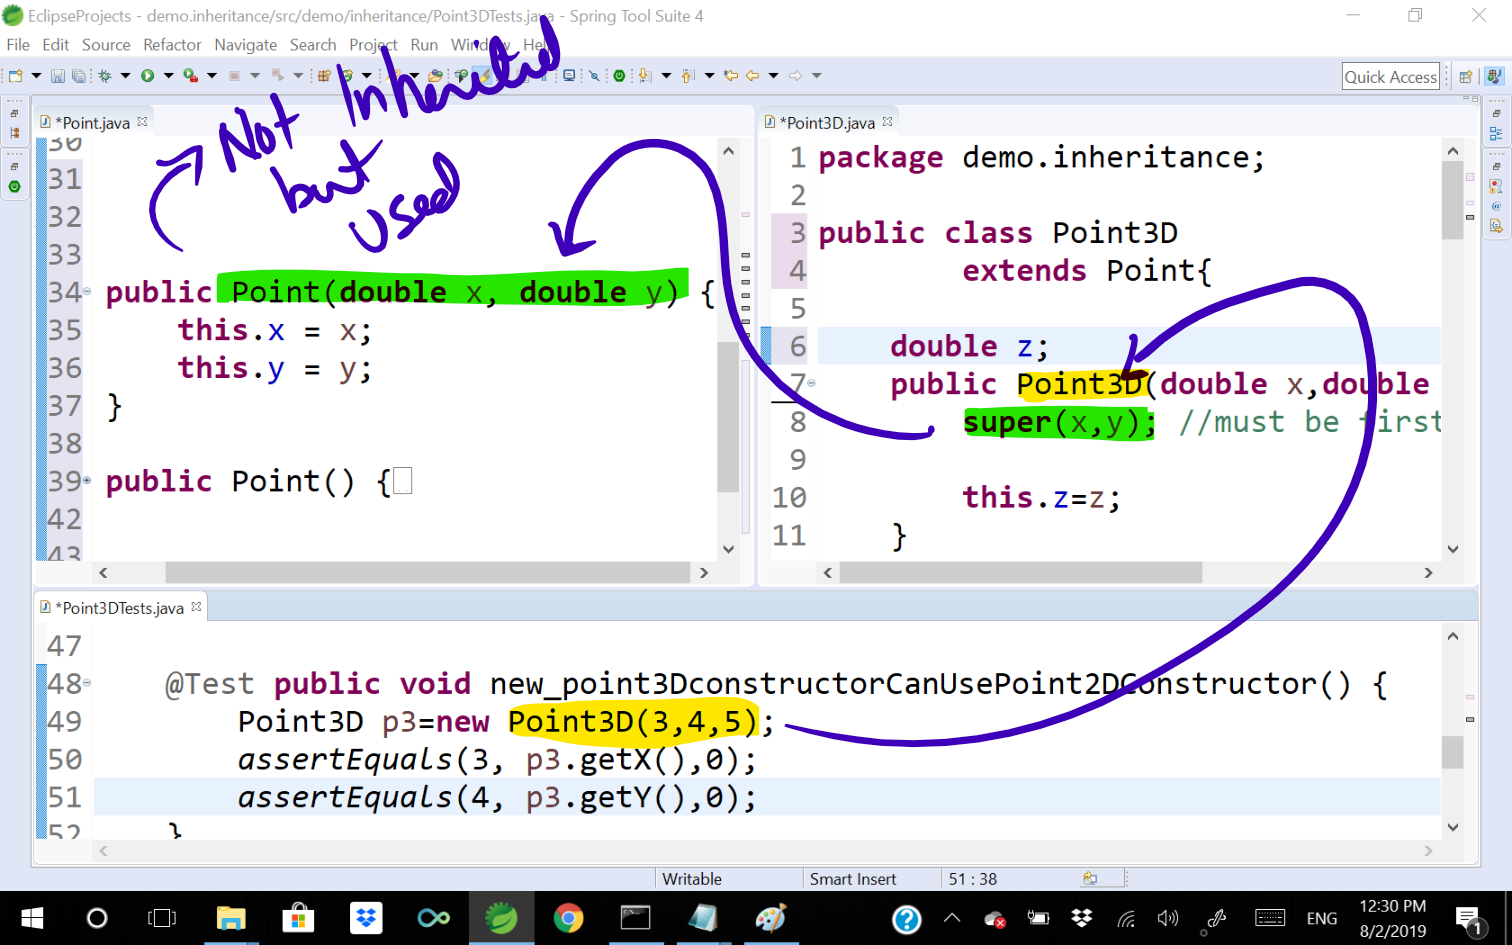 EclipseProjects - demo.inheritance/src/demo/inheritance/Point3DTests.java - Spring Tool Suite 4
File Edit Source Refactor Navigate Search Project Run Window Help
Quick Access
Not Inherited
but
used
*Point.java
30
31
32
33
34 public Point(double x, double y) {
35 this.x = x;
36 this.y = y;
37 }
38
39 public Point() {
42
43
*Point3D.java
1 package demo.inheritance;
2
3 public class Point3D
4 extends Point{
5
6 double z;
7 public Point3D(double x,double
8 super(x,y); //must be first
9
10 this.z=z;
11 }
*Point3DTests.java
47
48 @Test public void new_point3DconstructorCanUsePoint2DConstructor() {
49 Point3D p3=new Point3D(3,4,5);
50 assertEquals(3, p3.getX(),0);
51 assertEquals(4, p3.getY(),0);
52 }
Writable Smart Insert 51 : 38
ENG 12:30 PM
8/2/2019 1